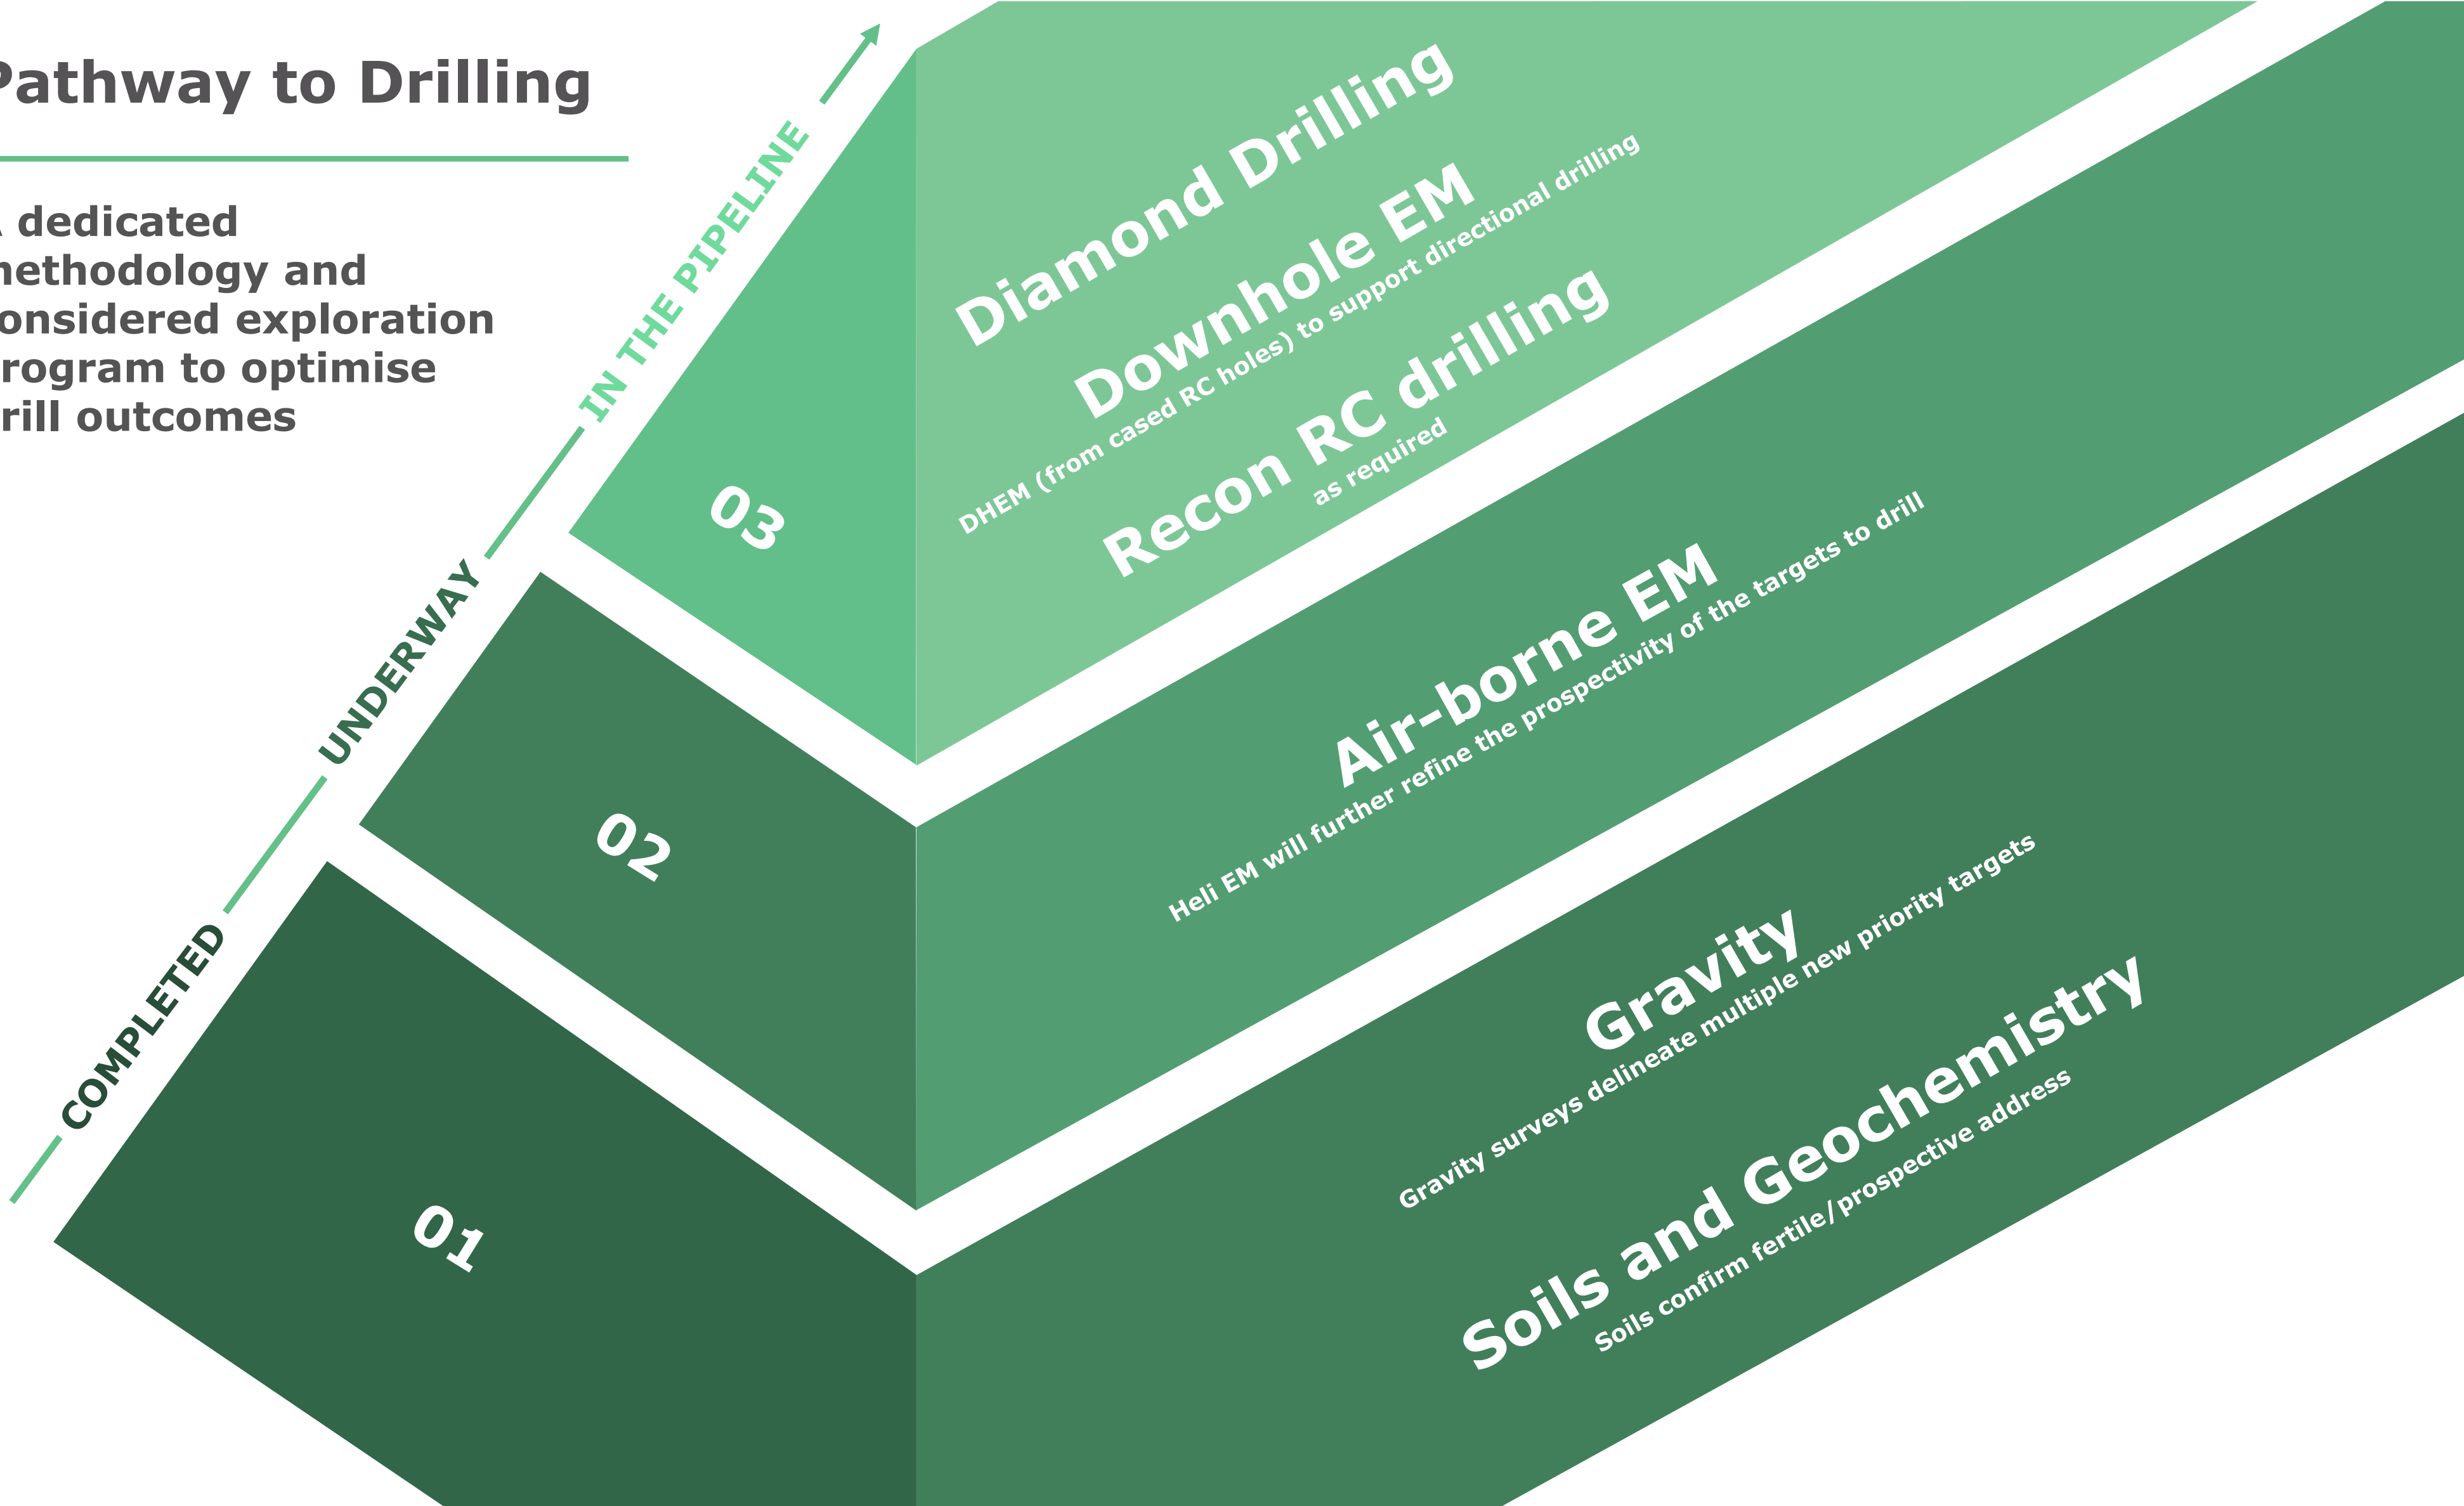 Pathway to Drilling
dedicated
methodology and
considered exploration
program to optimise
drill outcomes
IN THE PIPELINE
UNDERWAY
COMPLETED
03
Diamond Drilling
Downhole EM
DHEM (from cased RC holes) to support directional drilling
Recon RC drilling
as required
02
Air-borne EM
Heli EM will further refine the prospectivity of the targets to drill
01
Gravity
Gravity surveys delineate multiple new priority targets
Soils and Geochemistry
Soils confirm fertile/prospective address